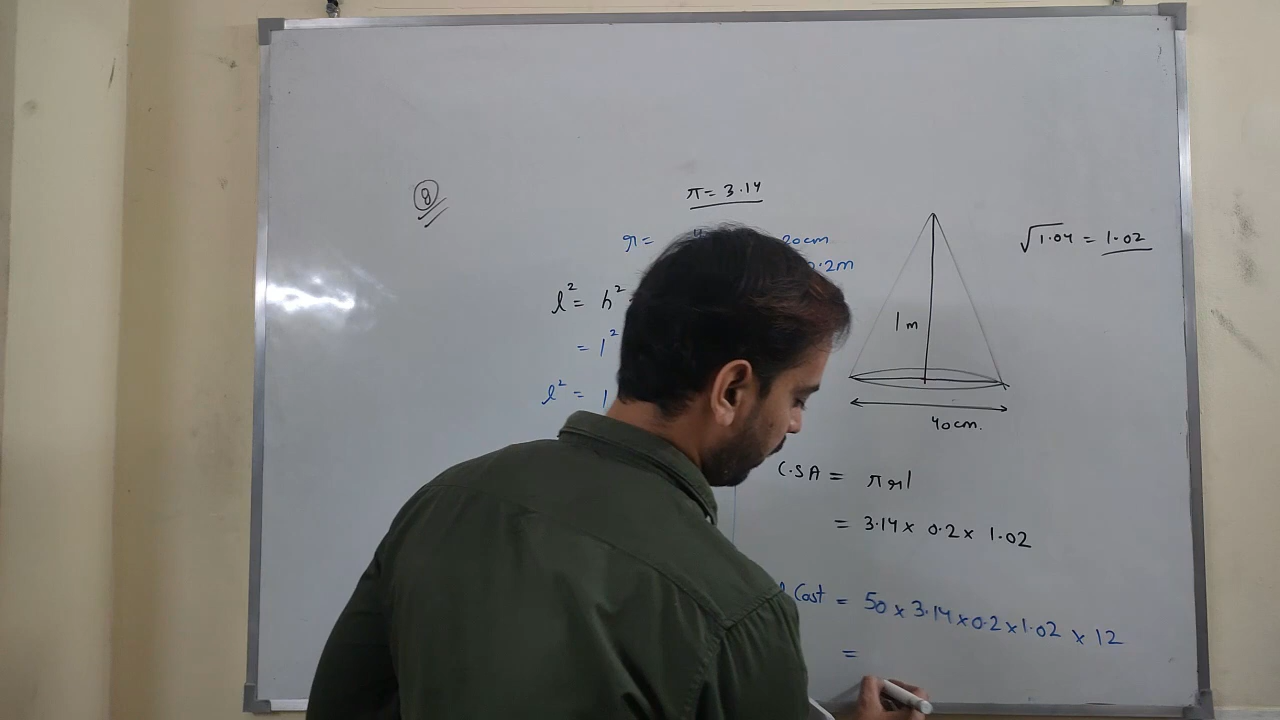 8
π = 3.14
r = 20cm
0.2m
l² = h²
= 1²
l² = 1
1m
40cm.
√1.04 = 1.02
C.S A = πrl
= 3.14 x 0.2 x 1.02
Cost = 50 x 3.14 x 0.2 x 1.02 x 12
=